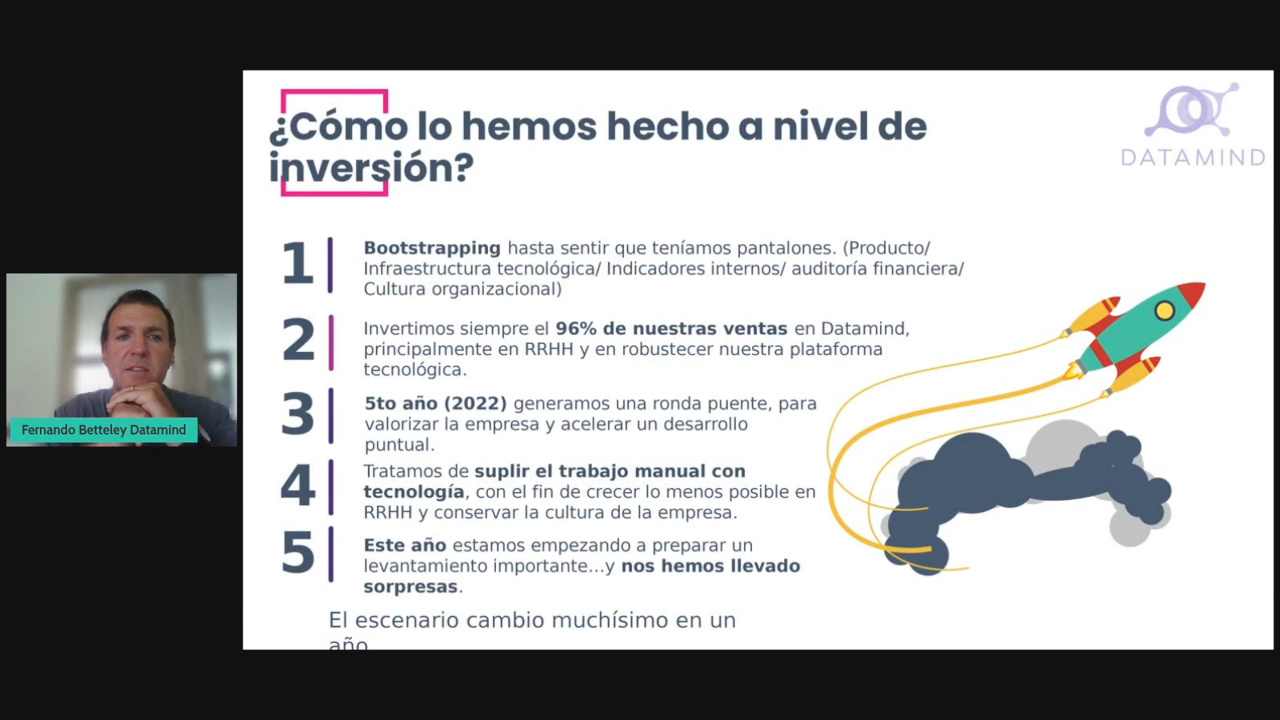 ¿Cómo lo hemos hecho a nivel de
inversión?
DATAMIND
1
Bootstrapping hasta sentir que teníamos pantalones. (Producto/
Infraestructura tecnológica/ Indicadores internos/ auditoría financiera/
Cultura organizacional)
2
Invertimos siempre el 96% de nuestras ventas en Datamind,
principalmente en RRHH y en robustecer nuestra plataforma
tecnológica.
3
5to año (2022) generamos una ronda puente, para
valorizar la empresa y acelerar un desarrollo
puntual.
4
Tratamos de suplir el trabajo manual con
tecnología, con el fin de crecer lo menos posible en
RRHH y conservar la cultura de la empresa.
5
Este año estamos empezando a preparar un
levantamiento importante...y nos hemos llevado
sorpresas.
El escenario cambio muchísimo en un
año
Fernando Betteley Datamind